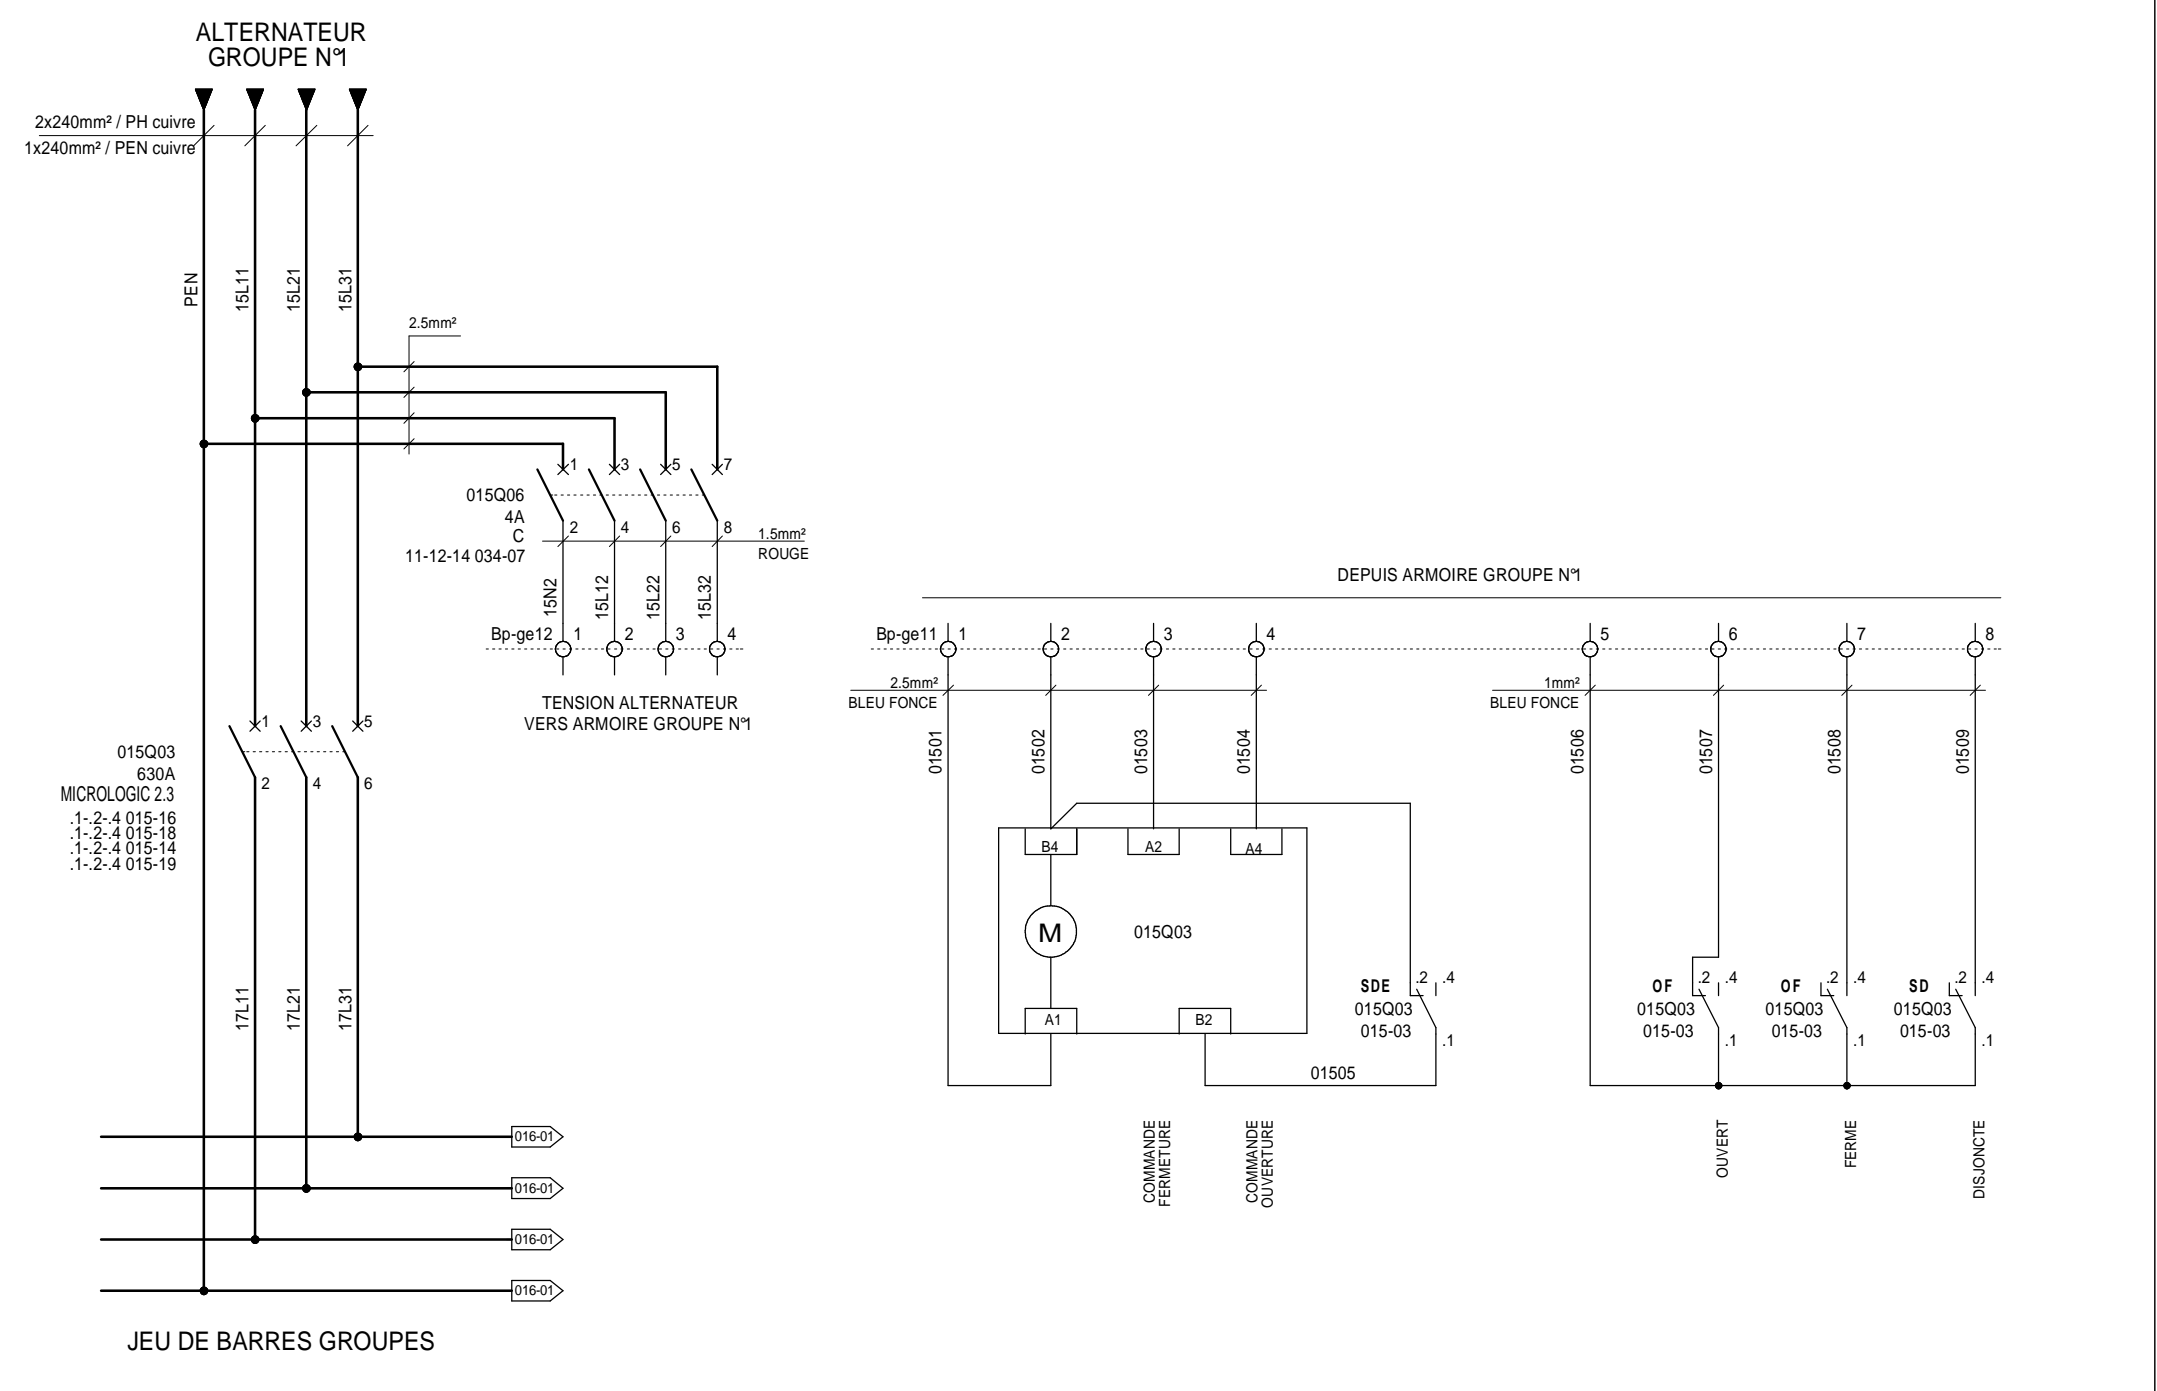 ALTERNATEUR
GROUPE N°1
2x240mm² / PH cuivre
1x240mm² / PEN cuivre
PEN
15L11
15L21
15L31
2.5mm²
1
3
5
7
015Q06
4A
C
11-12-14 034-07
2
4
6
8
1.5mm²
ROUGE
15N2
15L12
15L22
15L32
Bp-ge12
1
2
3
4
TENSION ALTERNATEUR
VERS ARMOIRE GROUPE N°1
1
3
5
015Q03
630A
MICROLOGIC 2.3
.1-.2-.4 015-16
.1-.2-.4 015-18
.1-.2-.4 015-14
.1-.2-.4 015-19
2
4
6
17L11
17L21
17L31
016-01
016-01
016-01
016-01
JEU DE BARRES GROUPES
DEPUIS ARMOIRE GROUPE N°1
Bp-ge11
1
2
3
4
5
6
7
8
2.5mm²
BLEU FONCE
1mm²
BLEU FONCE
01501
01502
01503
01504
01506
01507
01508
01509
B4
A2
A4
M
015Q03
A1
B2
SDE
015Q03
015-03
.2
.4
.1
01505
OF
015Q03
015-03
.2
.4
.1
OF
015Q03
015-03
.2
.4
.1
SD
015Q03
015-03
.2
.4
.1
COMMANDE
FERMETURE
COMMANDE
OUVERTURE
OUVERT
FERME
DISJONCTE